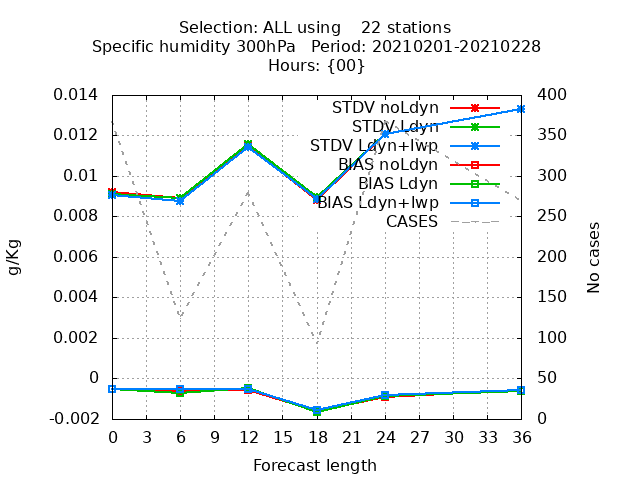 Selection: ALL using    22 stations
Specific humidity 300hPa   Period: 20210201-20210228
Hours: {00}
0.014
0.012
0.01
0.008
0.006
0.004
0.002
0
-0.002
g/Kg
400
350
300
250
200
150
100
50
0
No cases
STDV noLdyn
STDV Ldyn
STDV Ldyn+lwp
BIAS noLdyn
BIAS Ldyn
BIAS Ldyn+lwp
CASES
0 3 6 9 12 15 18 21 24 27 30 33 36
Forecast length